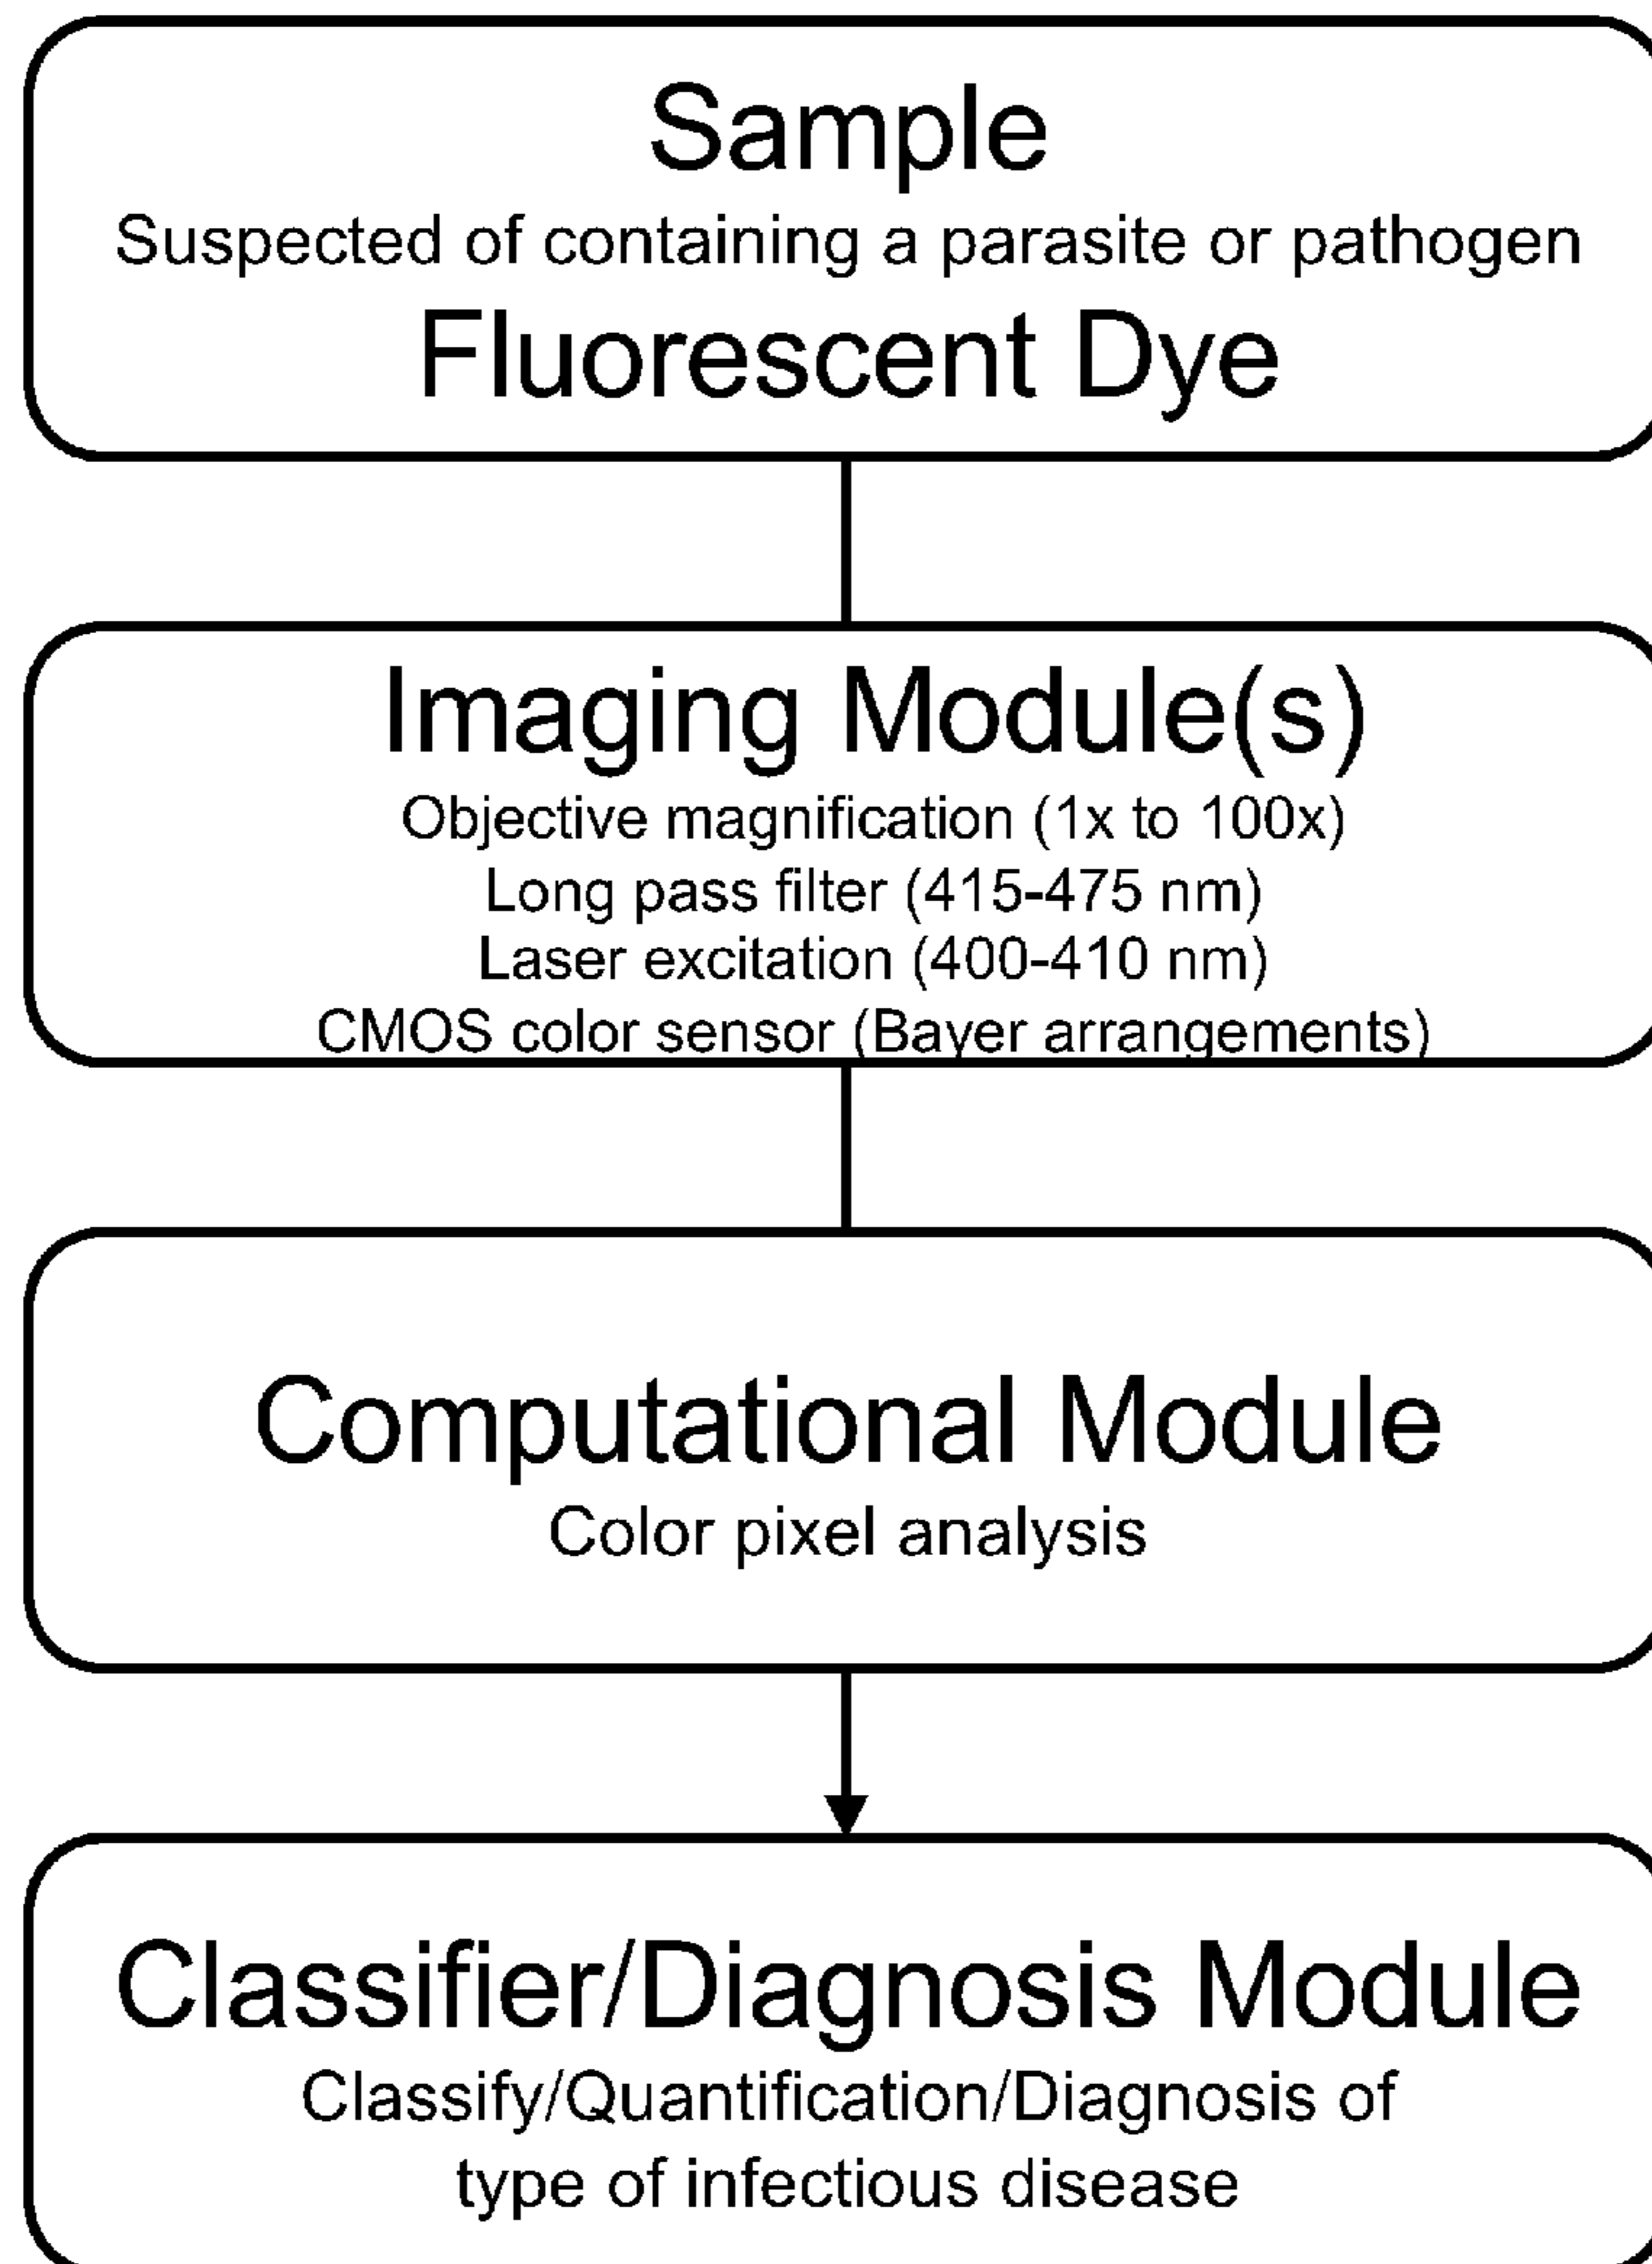 Sample
Suspected of containing a parasite or pathogen
Fluorescent Dye
Imaging Module(s)
Objective magnification (1x to 100x)
Long pass filter (415-475 nm)
Laser excitation (400-410 nm)
CMOS color sensor (Bayer arrangements)
Computational Module
Color pixel analysis
Classifier/Diagnosis Module
Classify/Quantification/Diagnosis of
type of infectious disease